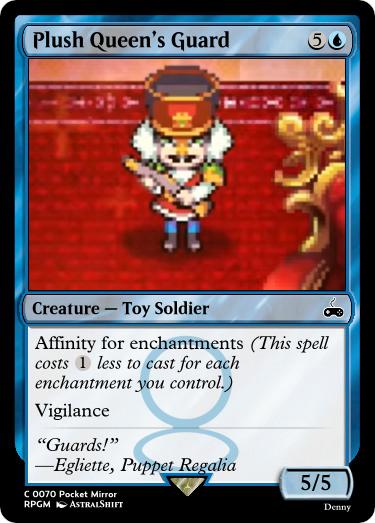 Plush Queen's Guard 5
Creature — Toy Soldier
Affinity for enchantments (This spell
costs 1 less to cast for each
enchantment you control.)
Vigilance
“Guards!”
—Egliette, Puppet Regalia
5/5
C 0070 Pocket Mirror
RPGM AstralShift
Denny